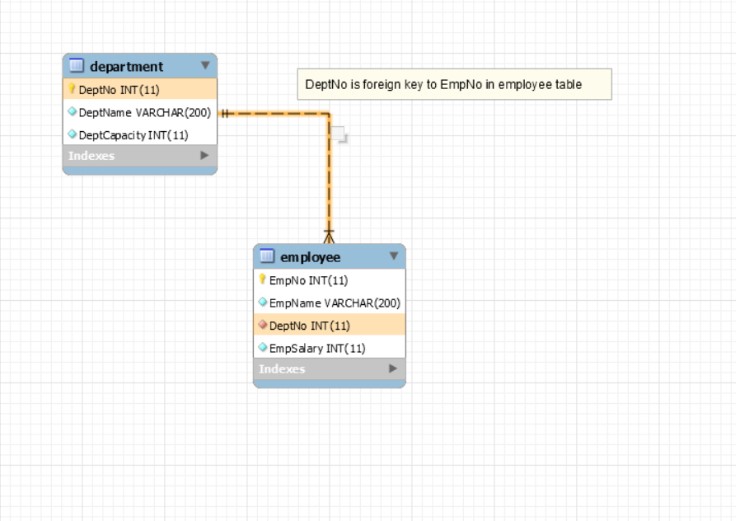 department
DeptNo INT(11)
DeptName VARCHAR(200)
DeptCapacity INT(11)
Indexes
DeptNo is foreign key to EmpNo in employee table
employee
EmpNo INT(11)
EmpName VARCHAR(200)
DeptNo INT(11)
EmpSalary INT(11)
Indexes